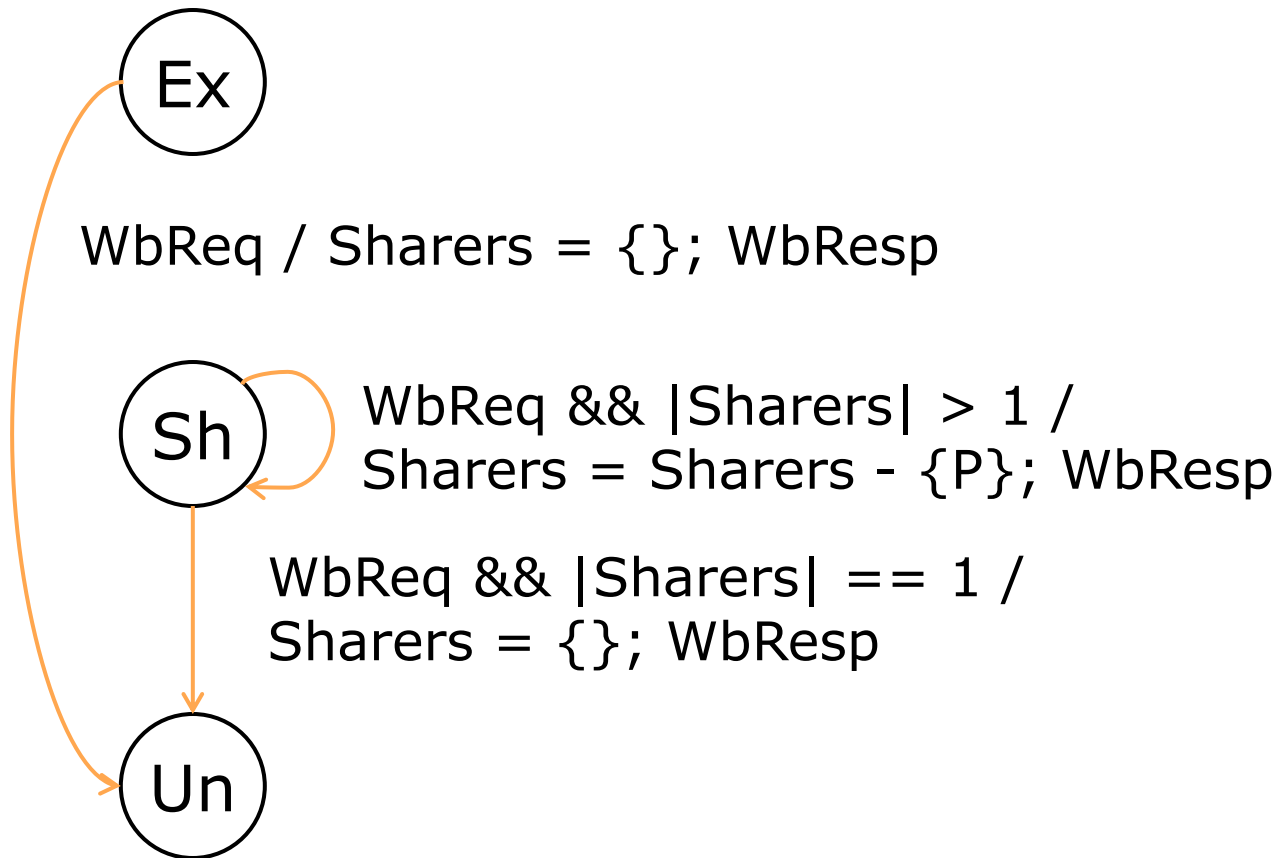 Ex
WbReq / Sharers = {}; WbResp
Sh
WbReq && |Sharers| > 1 /
Sharers = Sharers - {P}; WbResp
WbReq && |Sharers| == 1 /
Sharers = {}; WbResp
Un